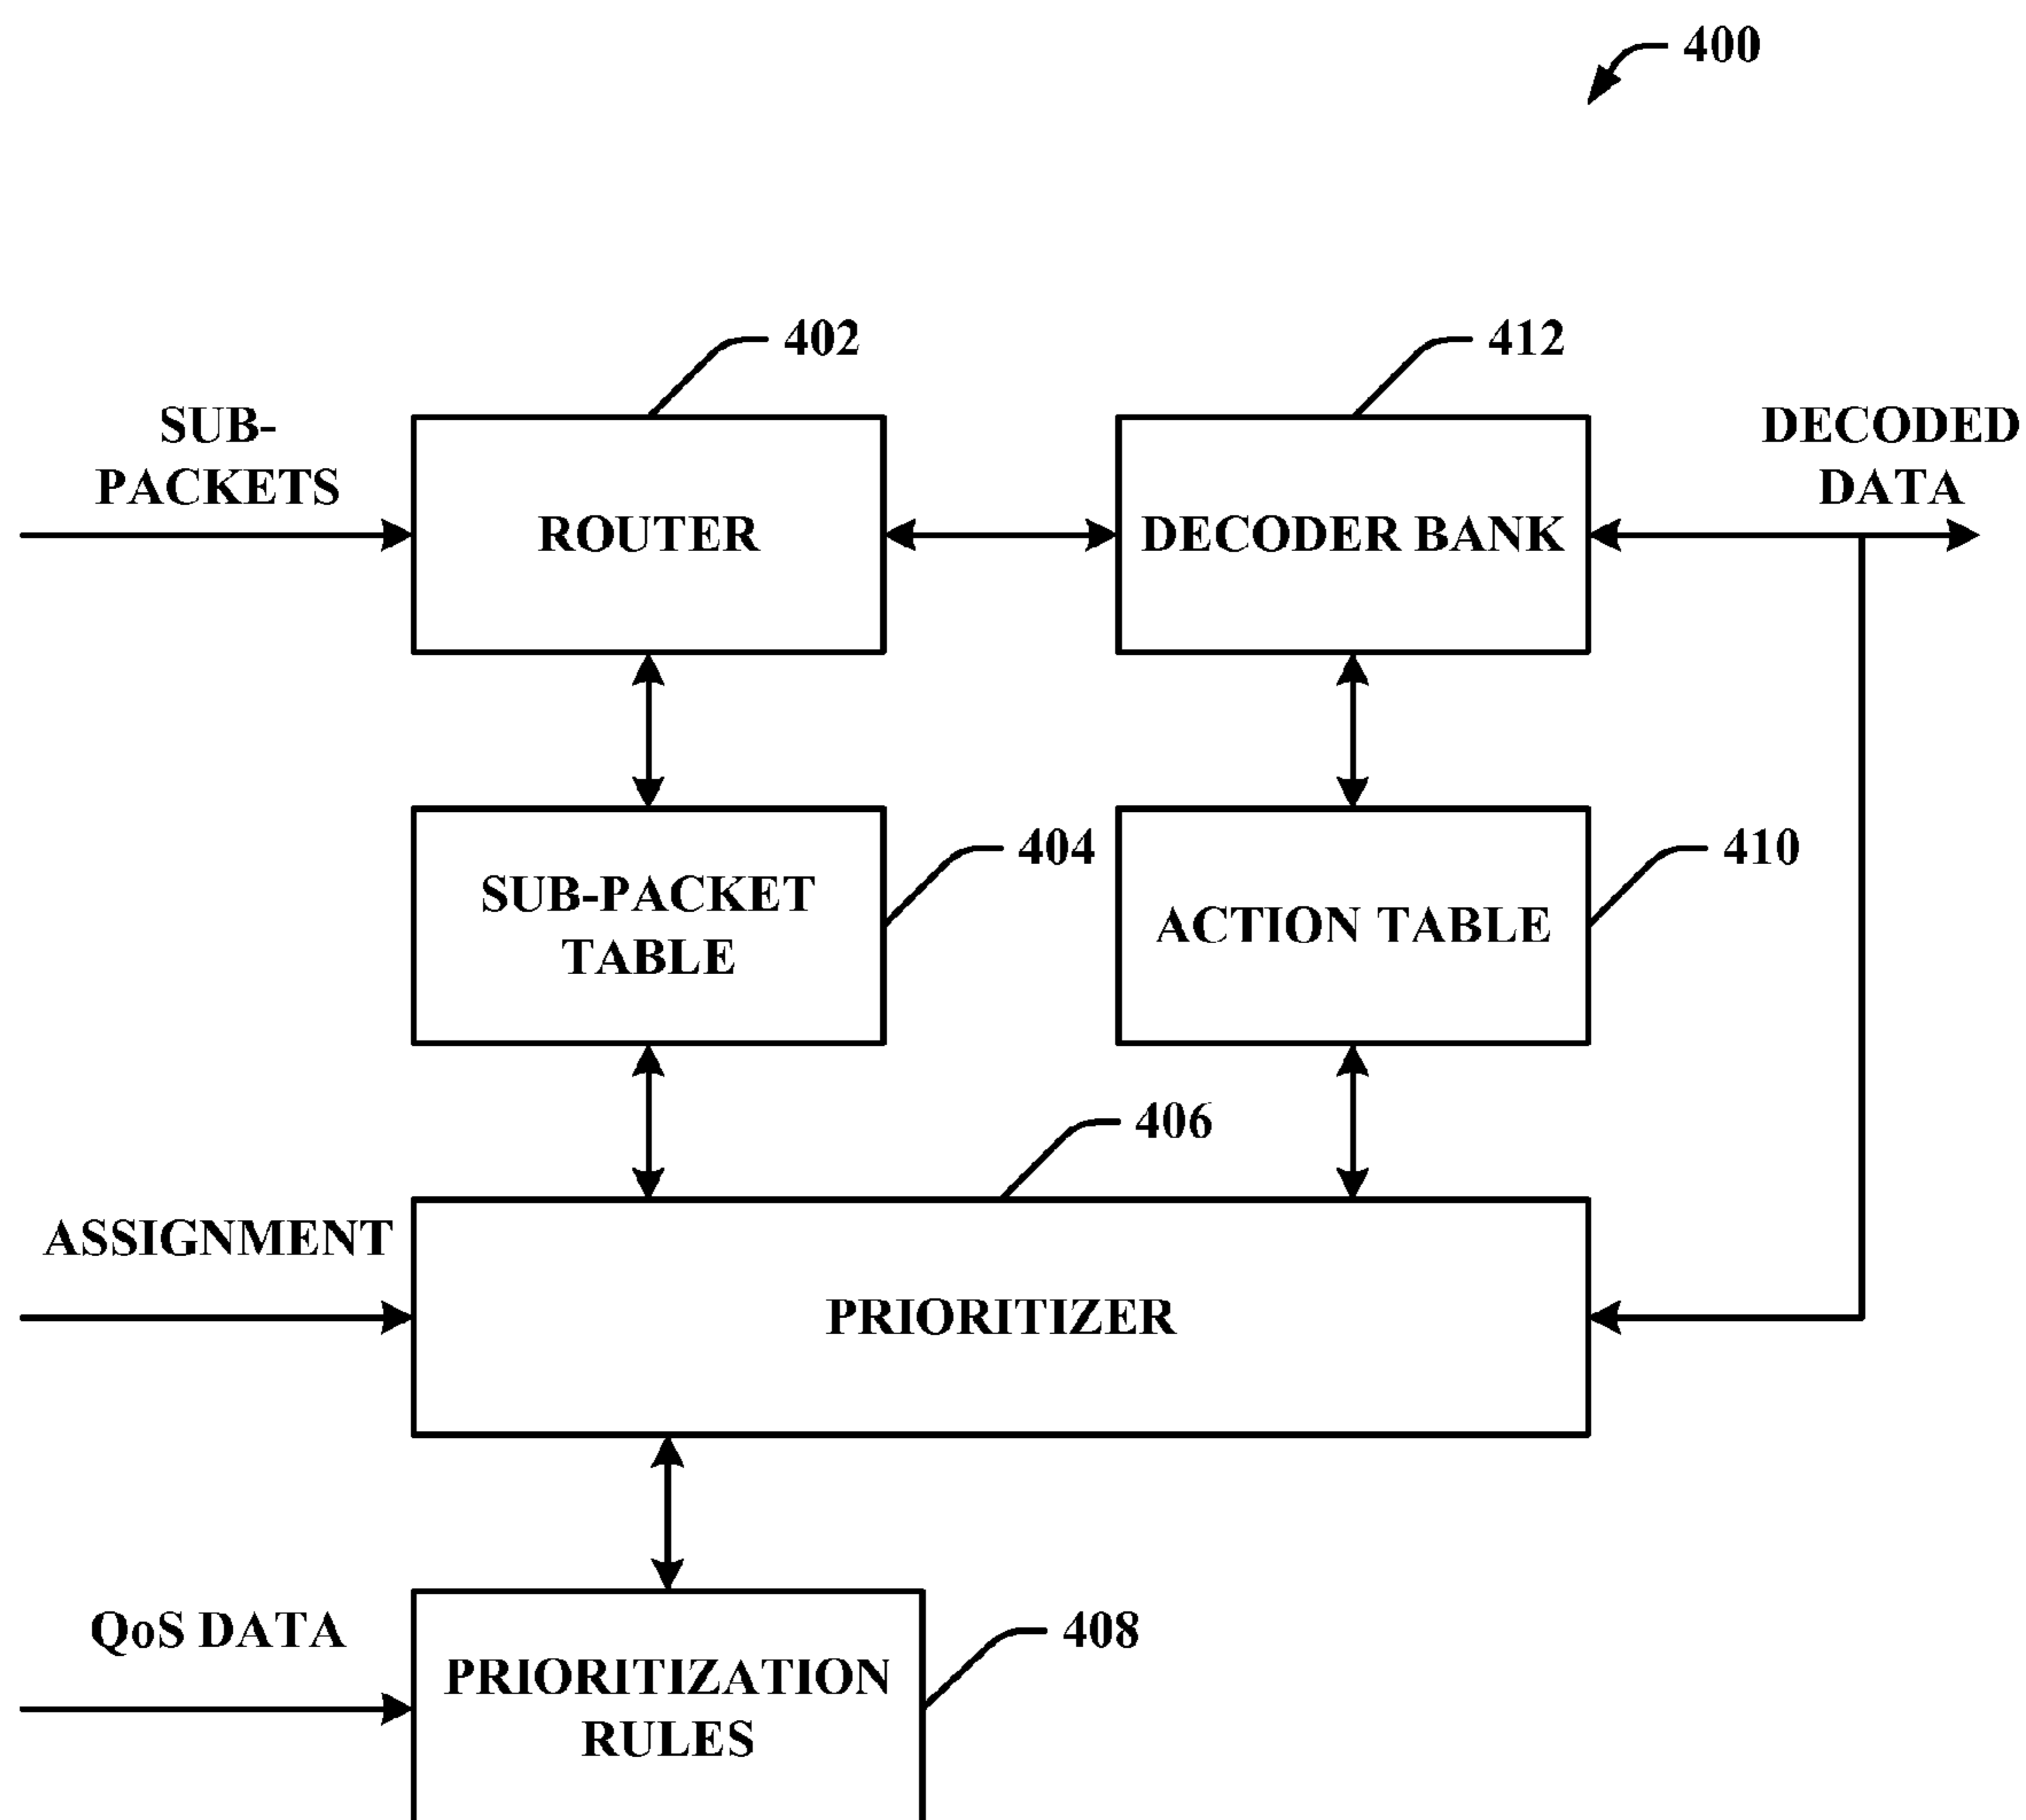 400
402
412
SUB-
PACKETS
ROUTER
DECODER BANK
DECODED
DATA
404
410
SUB-PACKET
TABLE
ACTION TABLE
406
ASSIGNMENT
PRIORITIZER
QoS DATA
408
PRIORITIZATION
RULES